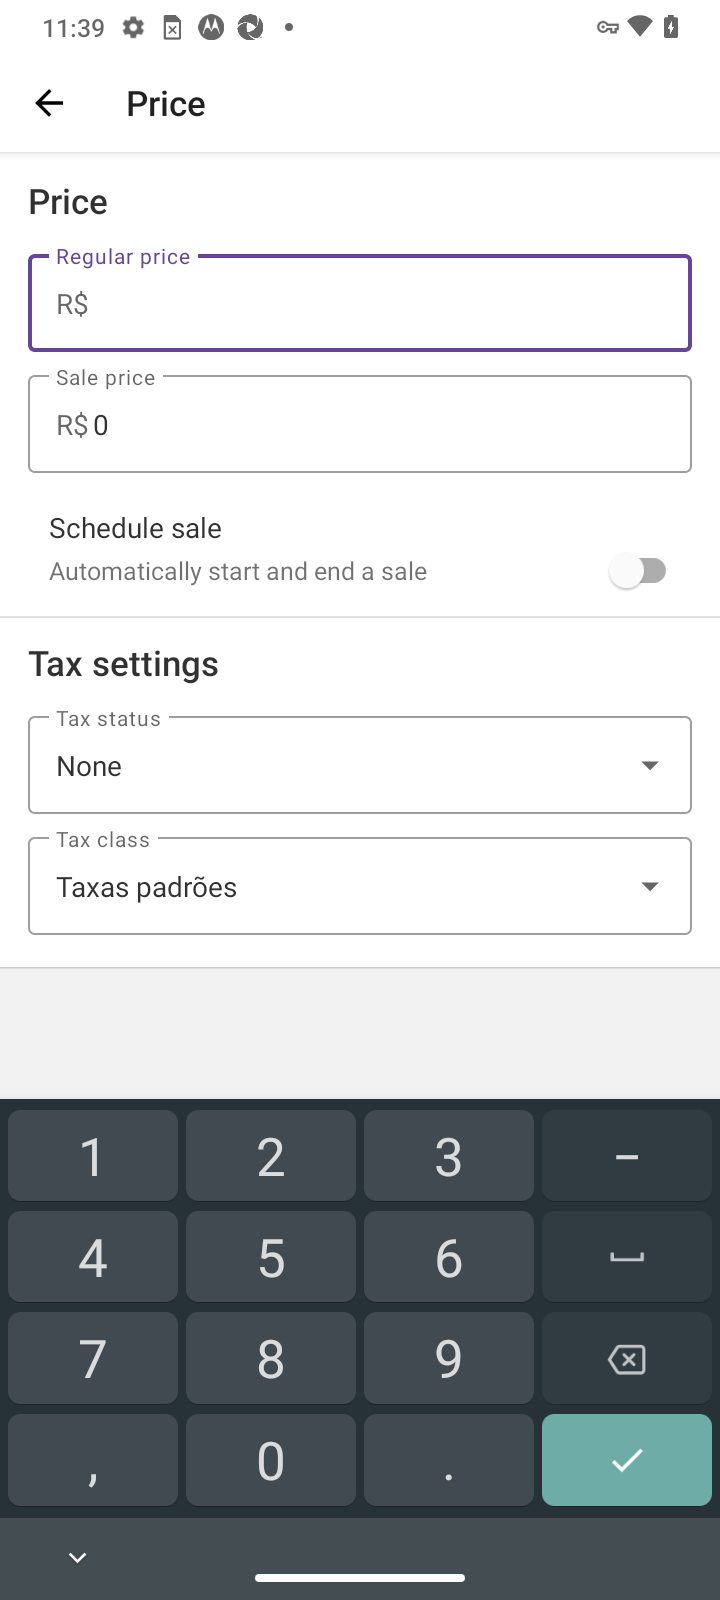 11:39
Price
Price
Regular price
R$
Sale price
R$ 0
Schedule sale
Automatically start and end a sale
Tax settings
Tax status
None
Tax class
Taxas padrões
1 2 3 –
4 5 6
7 8 9
, 0 .